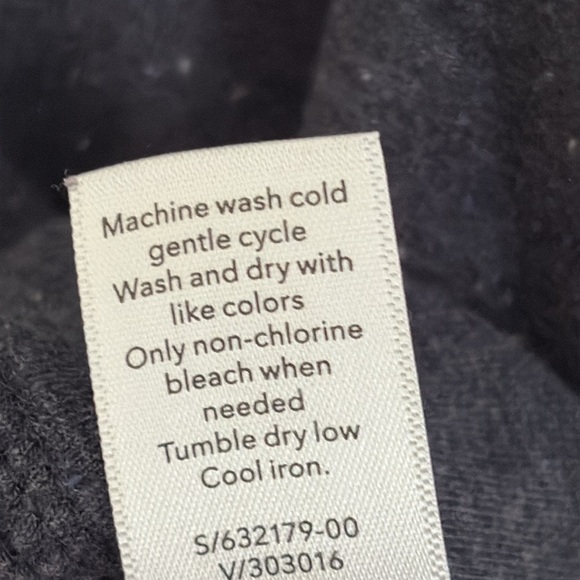 Machine wash cold
gentle cycle
Wash and dry with
like colors
Only non-chlorine
bleach when
needed
Tumble dry low
Cool iron.
S/632179-00
V/303016